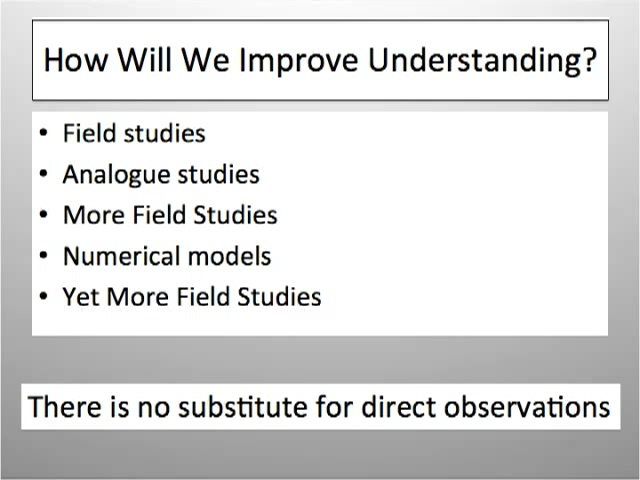 How Will We Improve Understanding?
• Field studies
• Analogue studies
• More Field Studies
• Numerical models
• Yet More Field Studies
There is no substitute for direct observations